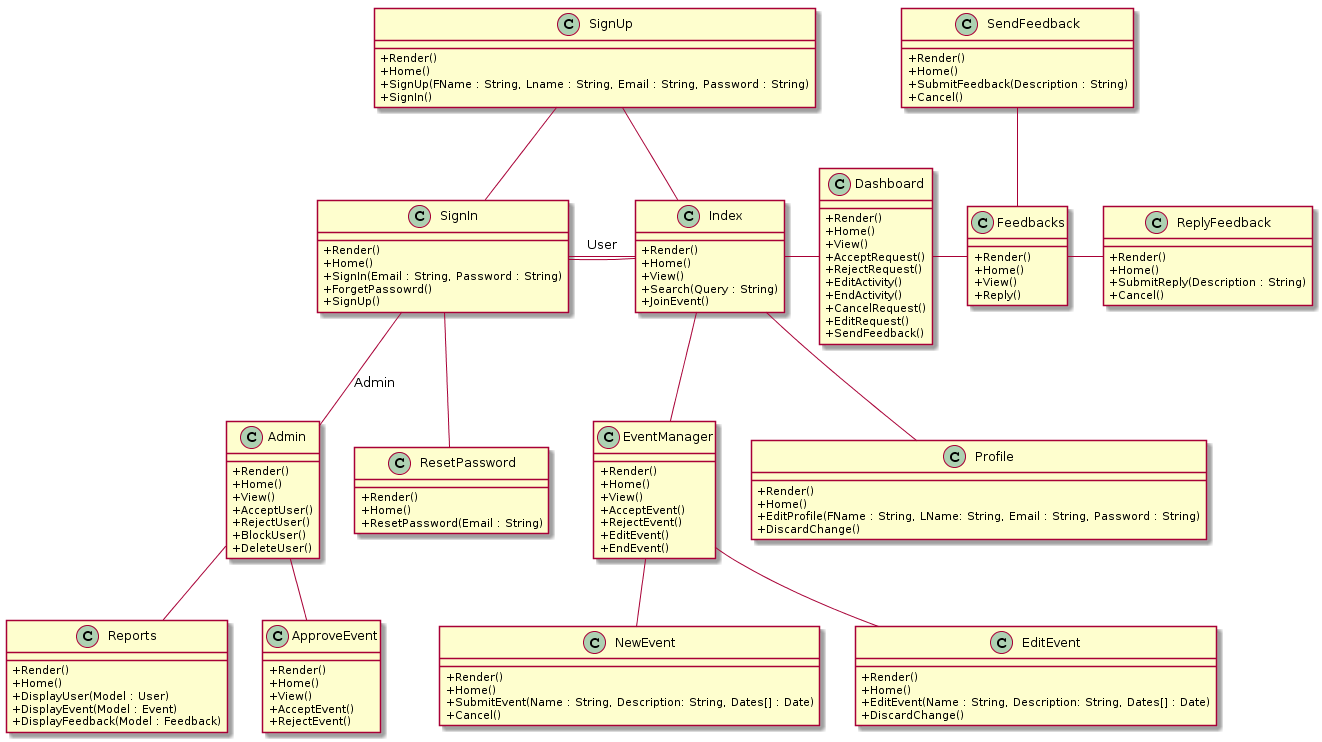 C SignUp
+Render()
+Home()
+SignUp(FName : String, Lname : String, Email : String, Password : String)
+SignIn()
C SendFeedback
+Render()
+Home()
+SubmitFeedback(Description : String)
+Cancel()
C SignIn
+Render()
+Home()
+SignIn(Email : String, Password : String)
+ForgetPassowrd()
+SignUp()
User
C Index
+Render()
+Home()
+View()
+Search(Query : String)
+JoinEvent()
C Dashboard
+Render()
+Home()
+View()
+AcceptRequest()
+RejectRequest()
+EditActivity()
+EndActivity()
+CancelRequest()
+EditRequest()
+SendFeedback()
C Feedbacks
+Render()
+Home()
+View()
+Reply()
C ReplyFeedback
+Render()
+Home()
+SubmitReply(Description : String)
+Cancel()
Admin
C Admin
+Render()
+Home()
+View()
+AcceptUser()
+RejectUser()
+BlockUser()
+DeleteUser()
C ResetPassword
+Render()
+Home()
+ResetPassword(Email : String)
C EventManager
+Render()
+Home()
+View()
+AcceptEvent()
+RejectEvent()
+EditEvent()
+EndEvent()
C Profile
+Render()
+Home()
+EditProfile(FName : String, LName: String, Email : String, Password : String)
+DiscardChange()
C Reports
+Render()
+Home()
+DisplayUser(Model : User)
+DisplayEvent(Model : Event)
+DisplayFeedback(Model : Feedback)
C ApproveEvent
+Render()
+Home()
+View()
+AcceptEvent()
+RejectEvent()
C NewEvent
+Render()
+Home()
+SubmitEvent(Name : String, Description: String, Dates[] : Date)
+Cancel()
C EditEvent
+Render()
+Home()
+EditEvent(Name : String, Description: String, Dates[] : Date)
+DiscardChange()